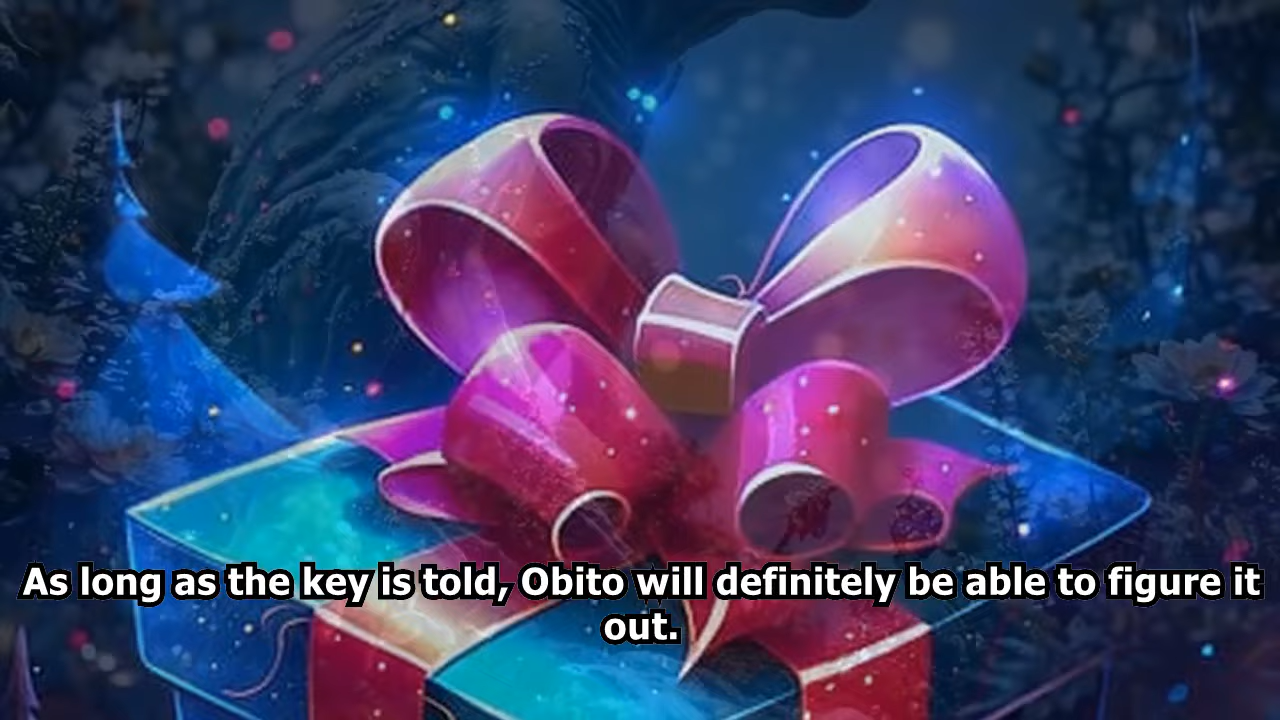 As long as the key is told, Obito will definitely be able to figure it
out.